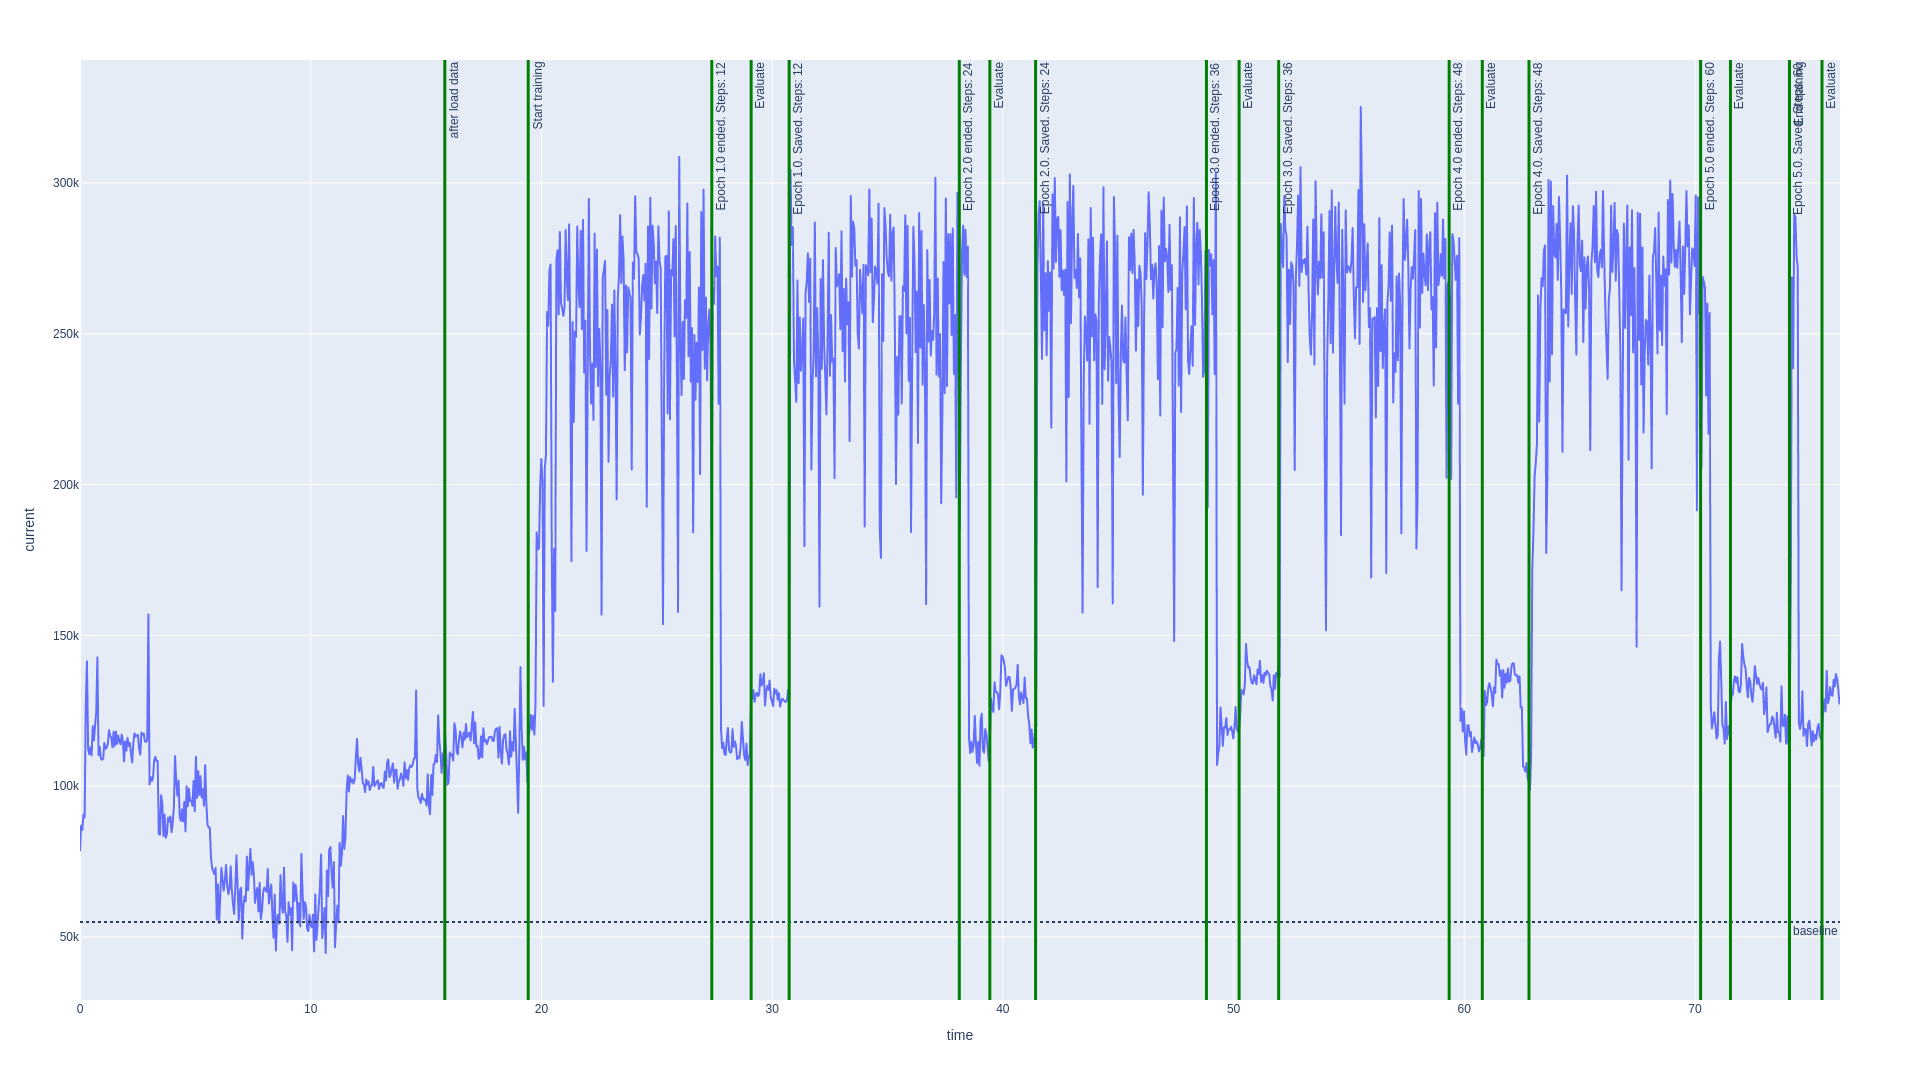 after load data
Start training
Epoch 1.0 ended. Steps: 12
Evaluate
Epoch 1.0. Saved. Steps: 12
Epoch 2.0 ended. Steps: 24
Evaluate
Epoch 2.0. Saved. Steps: 24
Epoch 3.0 ended. Steps: 36
Evaluate
Epoch 3.0. Saved. Steps: 36
Epoch 4.0 ended. Steps: 48
Evaluate
Epoch 4.0. Saved. Steps: 48
Epoch 5.0 ended. Steps: 60
Evaluate
Epoch 5.0. Saved. Steps: 60
Evaluate
300k
250k
200k
150k
100k
50k
current
baseline
0
10
20
30
40
50
60
70
time